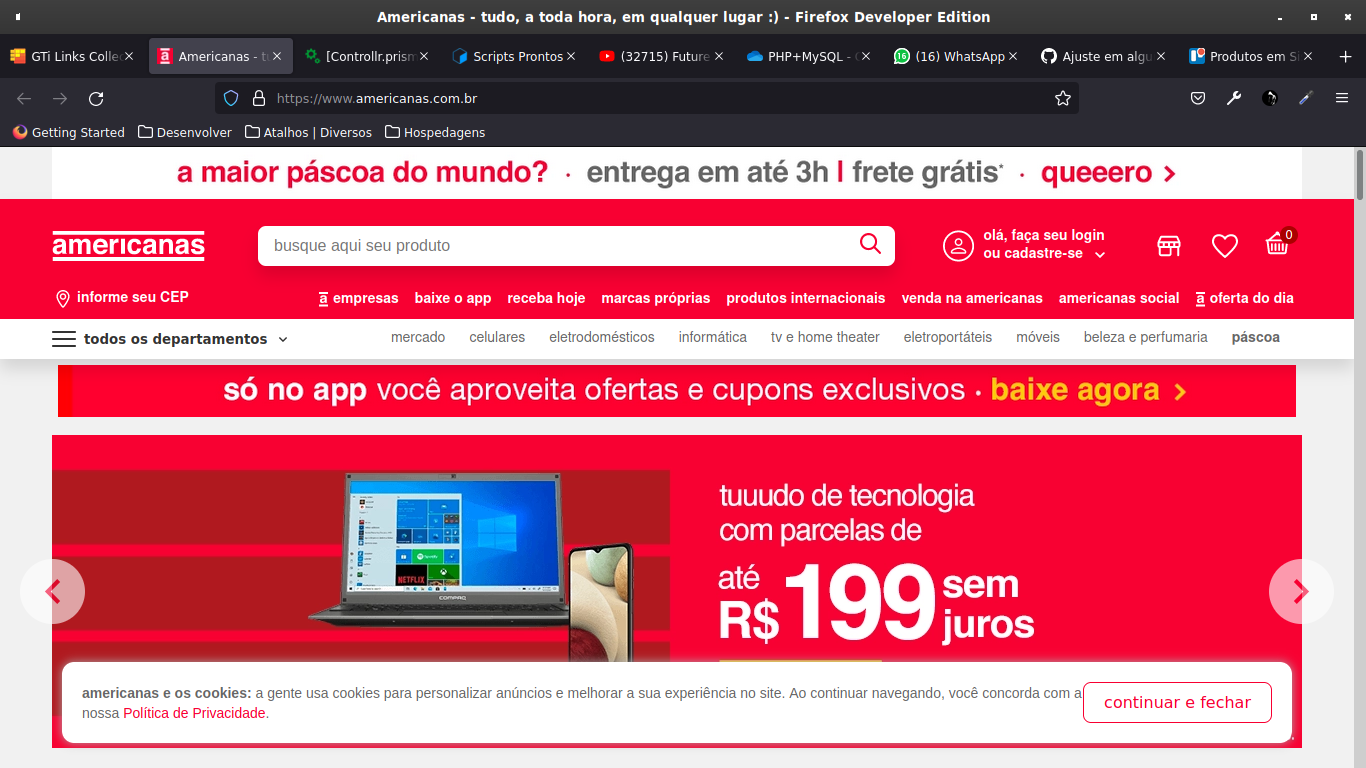 Americanas - tudo, a toda hora, em qualquer lugar :) - Firefox Developer Edition
GTi Links Collec
Americanas - tu
[Controllr.prism
Scripts Prontos
(32715) Future
PHP+MySQL -
(16) WhatsApp
Ajuste em algu
Produtos em Si
https://www.americanas.com.br
Getting Started Desenvolver Atalhos | Diversos Hospedagens
a maior páscoa do mundo? · entrega em até 3h | frete grátis* · queeero >
americanas
busque aqui seu produto
olá, faça seu login
ou cadastre-se
0
informe seu CEP
a empresas baixe o app receba hoje marcas próprias produtos internacionais venda na americanas americanas social a oferta do dia
todos os departamentos
mercado celulares eletrodomésticos informática tv e home theater eletroportáteis móveis beleza e perfumaria páscoa
só no app você aproveita ofertas e cupons exclusivos · baixe agora >
tuuudo de tecnologia
com parcelas de
até
R$ 199 sem
juros
Spotify
NETFLIX
COMPAQ
americanas e os cookies: a gente usa cookies para personalizar anúncios e melhorar a sua experiência no site. Ao continuar navegando, você concorda com a
nossa Política de Privacidade.
continuar e fechar